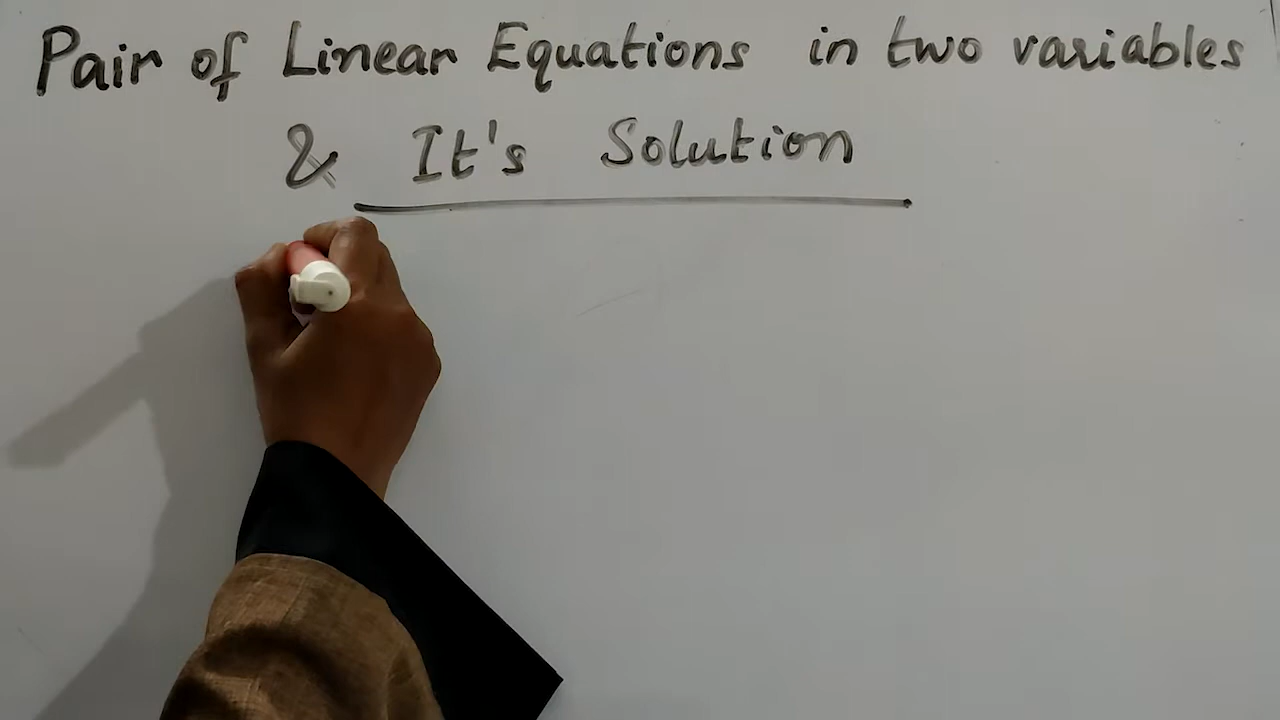 Pair of Linear Equations in two variables
& It's Solution